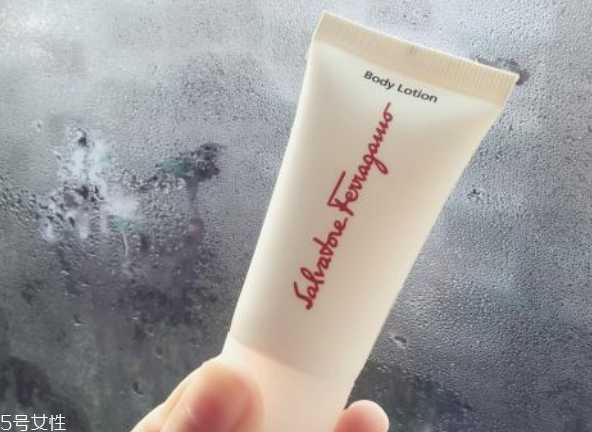 Body Lotion
Salvatore Ferragamo
5号女性